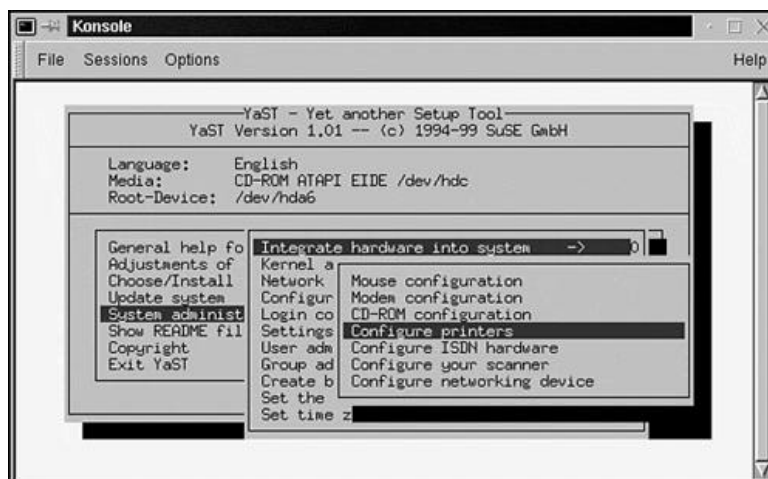 Konsole
File Sessions Options Help
YaST - Yet another Setup Tool
YaST Version 1.01 -- (c) 1994-99 SuSE GmbH
Language: English
Media: CD-ROM ATAPI EIDE /dev/hdc
Root-Device: /dev/hda6
General help fo
Adjustments of
Choose/Install
Update system
System administ
Show README fil
Copyright
Exit YaST
Integrate hardware into system ->
Kernel a
Network
Configur
Login co
Settings
User adm
Group ad
Create b
Set the
Set time z
Mouse configuration
Modem configuration
CD-ROM configuration
Configure printers
Configure ISDN hardware
Configure your scanner
Configure networking device